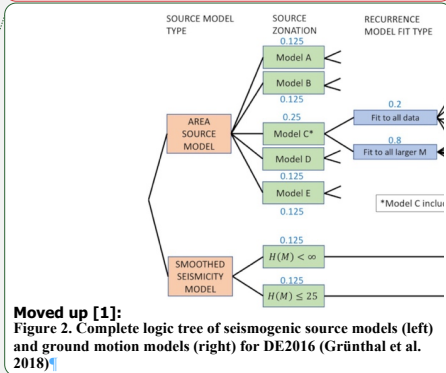 SOURCE MODEL TYPE
SOURCE ZONATION
RECURRENCE MODEL FIT TYPE
0.125
Model A
Model B
0.125
0.25
Model C*
AREA SOURCE MODEL
0.2
Fit to all data
0.8
Fit to all larger M
Model D
0.125
Model E
0.125
*Model C inclu
0.125
H(M) < ∞
SMOOTHED SEISMICITY MODEL
0.125
H(M) ≤ 25
Moved up [1]:
Figure 2. Complete logic tree of seismogenic source models (left)
and ground motion models (right) for DE2016 (Grünthal et al.
2018)¶